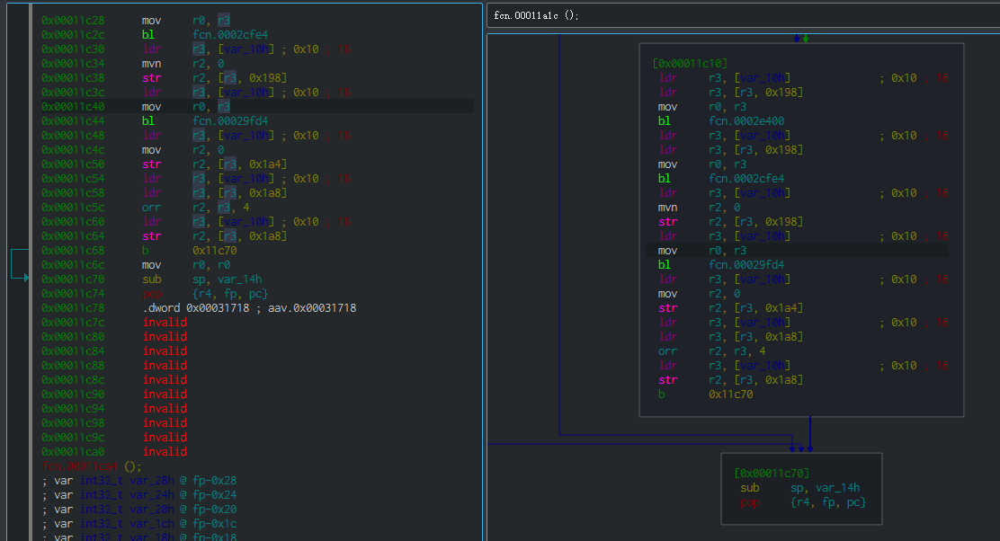 0x00011c28 mov r0, r3
0x00011c2c bl fcn.0002cfe4
0x00011c30 ldr r3, [var_10h] ; 0x10 , 16
0x00011c34 mvn r2, 0
0x00011c38 str r2, [r3, 0x198]
0x00011c3c ldr r3, [var_10h] ; 0x10 , 16
0x00011c40 mov r0, r3
0x00011c44 bl fcn.00029fd4
0x00011c48 ldr r3, [var_10h] ; 0x10 , 16
0x00011c4c mov r2, 0
0x00011c50 str r2, [r3, 0x1a4]
0x00011c54 ldr r3, [var_10h] ; 0x10 , 16
0x00011c58 ldr r3, [r3, 0x1a8]
0x00011c5c orr r2, r3, 4
0x00011c60 ldr r3, [var_10h] ; 0x10 , 16
0x00011c64 str r2, [r3, 0x1a8]
0x00011c68 b 0x11c70
0x00011c6c mov r0, r0
0x00011c70 sub sp, var_14h
0x00011c74 pop {r4, fp, pc}
0x00011c78 .dword 0x00031718 ; aav.0x00031718
0x00011c7c invalid
0x00011c80 invalid
0x00011c84 invalid
0x00011c88 invalid
0x00011c8c invalid
0x00011c90 invalid
0x00011c94 invalid
0x00011c98 invalid
0x00011c9c invalid
0x00011ca0 invalid
();
; var int32_t var_28h @ fp-0x28
; var int32_t var_24h @ fp-0x24
; var int32_t var_20h @ fp-0x20
; var int32_t var_1ch @ fp-0x1c
; var int32_t var_18h @ fp-0x18
fcn.00011a1c ();
[0x00011c10]
ldr r3, [var_10h] ; 0x10 , 16
ldr r3, [r3, 0x198]
mov r0, r3
bl fcn.0002e400
ldr r3, [var_10h] ; 0x10 , 16
ldr r3, [r3, 0x198]
mov r0, r3
bl fcn.0002cfe4
ldr r3, [var_10h] ; 0x10 , 16
mvn r2, 0
str r2, [r3, 0x198]
ldr r3, [var_10h] ; 0x10 , 16
mov r0, r3
bl fcn.00029fd4
ldr r3, [var_10h] ; 0x10 , 16
mov r2, 0
str r2, [r3, 0x1a4]
ldr r3, [var_10h] ; 0x10 , 16
ldr r3, [r3, 0x1a8]
orr r2, r3, 4
ldr r3, [var_10h] ; 0x10 , 16
str r2, [r3, 0x1a8]
b 0x11c70
[0x00011c70]
sub sp, var_14h
pop {r4, fp, pc}